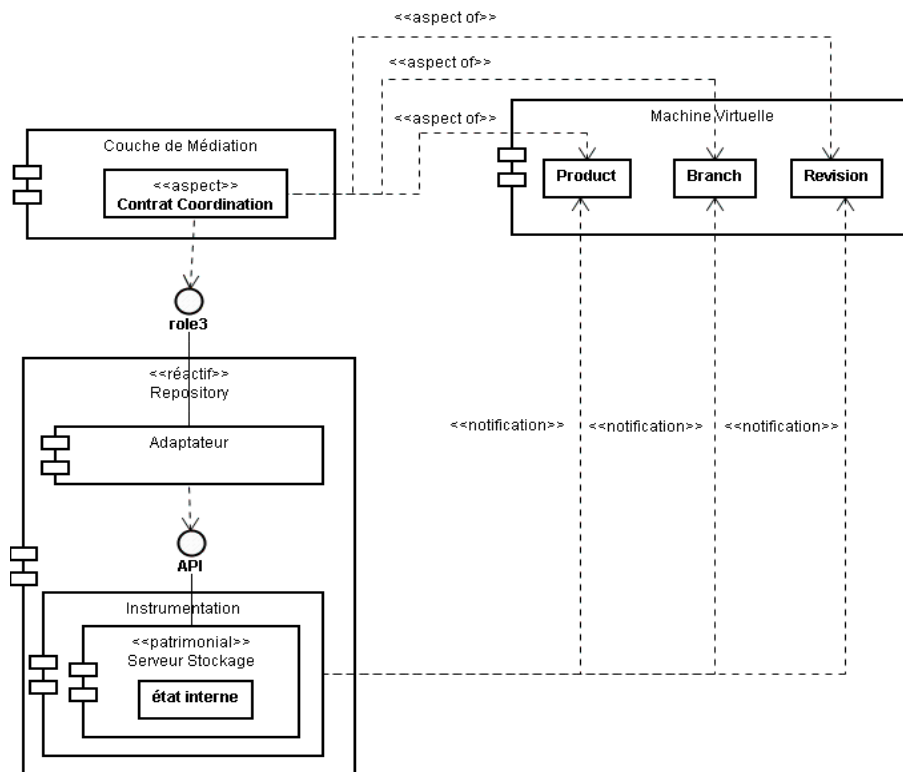 <<aspect of>>
<<aspect of>>
<<aspect of>>
Machine Virtuelle
Couche de Médiation
<<aspect>>
Contrat Coordination
Product
Branch
Revision
role3
<<réactif>>
Repository
Adaptateur
<<notification>>
<<notification>>
<<notification>>
API
Instrumentation
<<patrimonial>>
Serveur Stockage
état interne